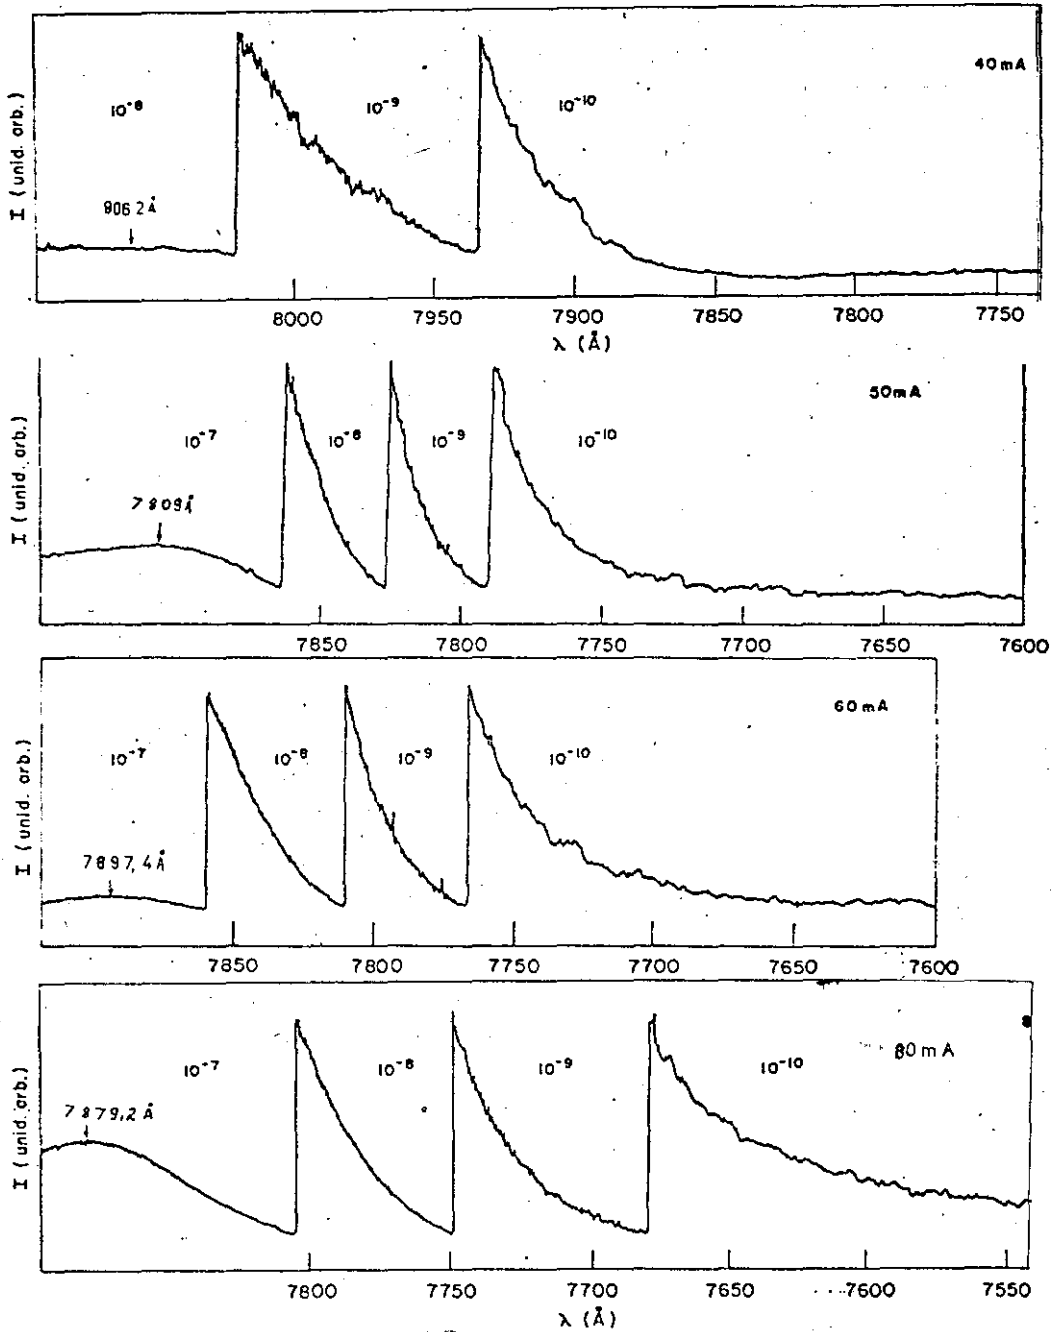 40mA
10⁻⁸ 10⁻⁹ 10⁻¹⁰
I (unid. arb.)
8062Å
8000 7950 7900 7850 7800 7750
λ (Å)
50mA
10⁻⁷ 10⁻⁸ 10⁻⁹ 10⁻¹⁰
I (unid. arb.)
7809Å
7850 7800 7750 7700 7650 7600
60mA
10⁻⁷ 10⁻⁸ 10⁻⁹ 10⁻¹⁰
I (unid. arb.)
7897,4Å
7850 7800 7750 7700 7650 7600
80mA
10⁻⁷ 10⁻⁸ 10⁻⁹ 10⁻¹⁰
I (unid. arb.)
7879,2Å
7800 7750 7700 7650 7600 7550
λ (Å)